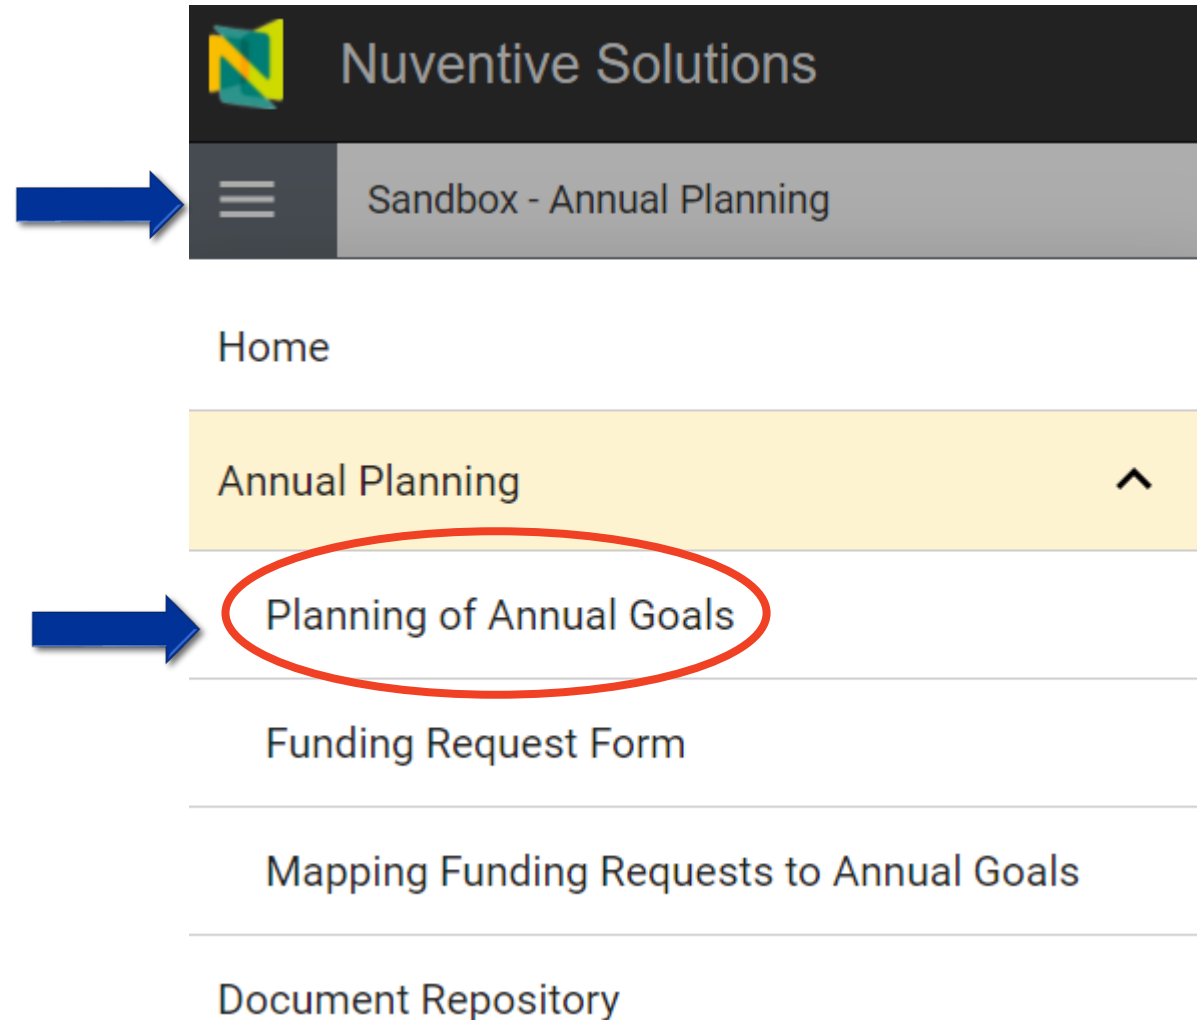 Nuventive Solutions
Sandbox - Annual Planning
Home
Annual Planning
Planning of Annual Goals
Funding Request Form
Mapping Funding Requests to Annual Goals
Document Repository